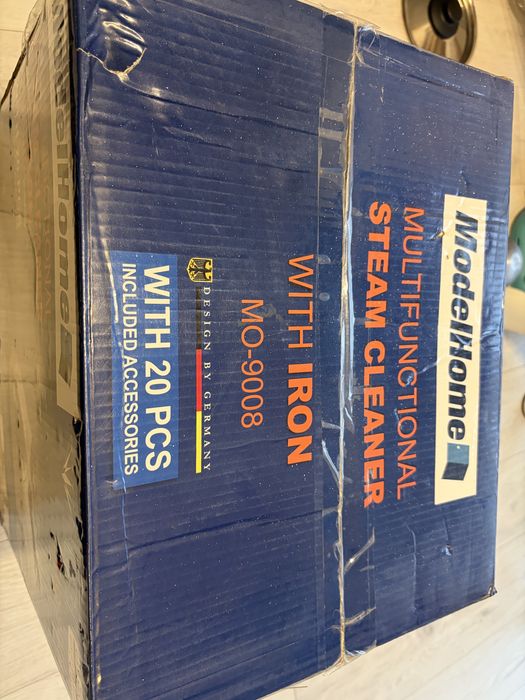 ModelHome
MULTIFUNCTIONAL
STEAM CLEANER
WITH IRON
MO-9008
DESIGN BY GERMANY
WITH 20 PCS
INCLUDED ACCESSORIES